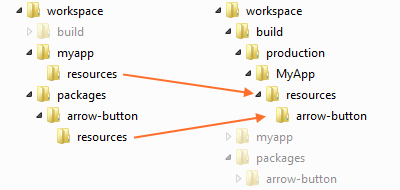 workspace
build
myapp
resources
packages
arrow-button
resources
workspace
build
production
MyApp
resources
arrow-button
myapp
packages
arrow-button